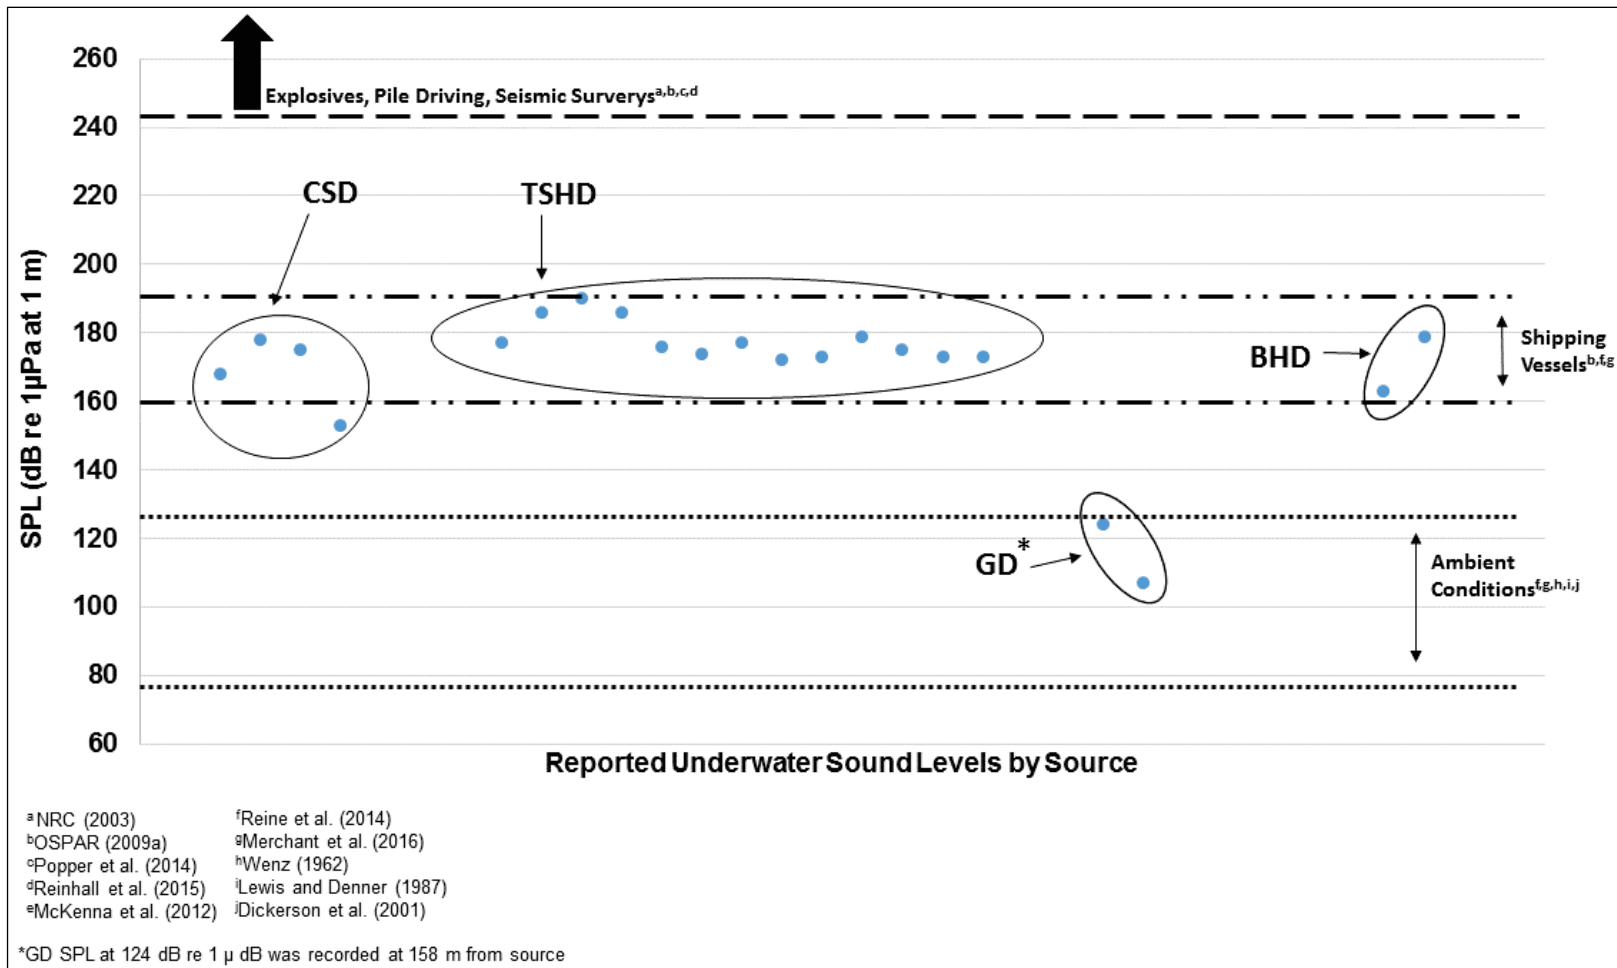 260
Explosives, Pile Driving, Seismic Surverysᵃ,ᵇ,ᶜ,ᵈ
240
220
CSD
TSHD
200
180
Shipping
Vesselsᵇ,ᶠ,ᵍ
BHD
160
140
120
GD*
Ambient
Conditionsᶠ,ᵍ,ʰ,ⁱ,ʲ
100
80
60
SPL (dB re 1µPa at 1 m)
Reported Underwater Sound Levels by Source
ᵃNRC (2003)
ᵇOSPAR (2009a)
ᶜPopper et al. (2014)
ᵈReinhall et al. (2015)
ᵉMcKenna et al. (2012)
ᶠReine et al. (2014)
ᵍMerchant et al. (2016)
ʰWenz (1962)
ⁱLewis and Denner (1987)
ʲDickerson et al. (2001)
*GD SPL at 124 dB re 1 µ dB was recorded at 158 m from source